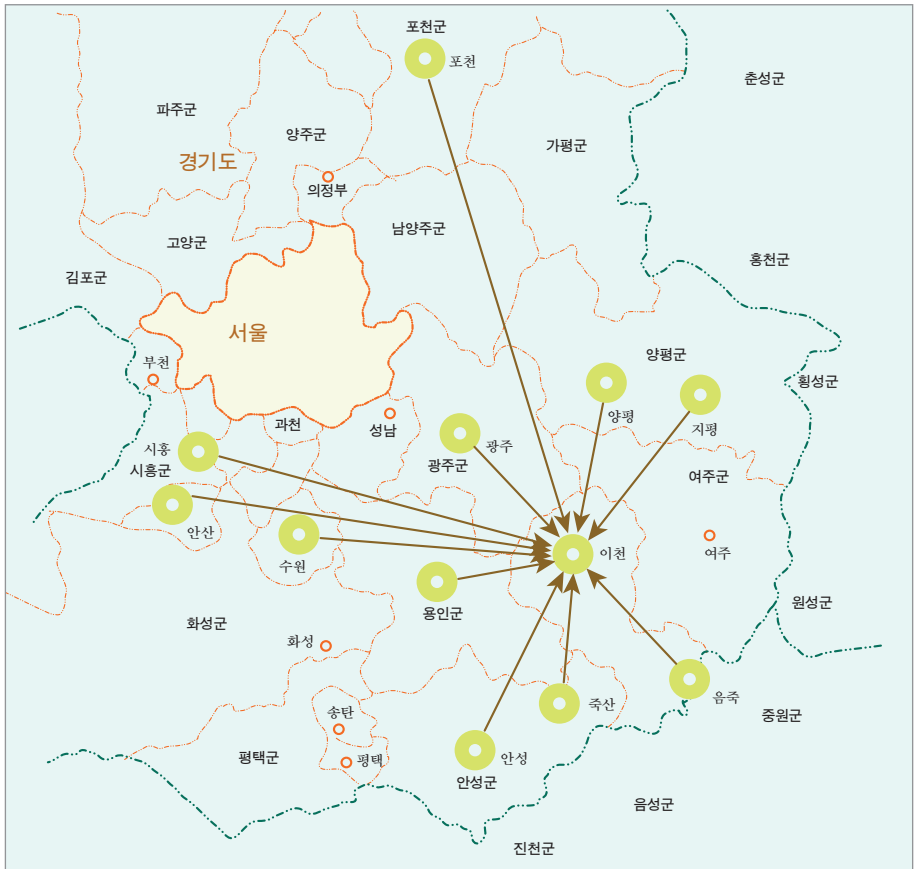 포천군
포천
춘성군
파주군
양주군
가평군
경기도
의정부
남양주군
고양군
홍천군
김포군
서울
양평군
부천
횡성군
양평
지평
과천
성남
시흥
광주
시흥군
광주군
여주군
안산
수원
이천
여주
용인군
원성군
화성군
화성
음죽
죽산
송탄
중원군
평택군
평택
안성
안성군
음성군
진천군